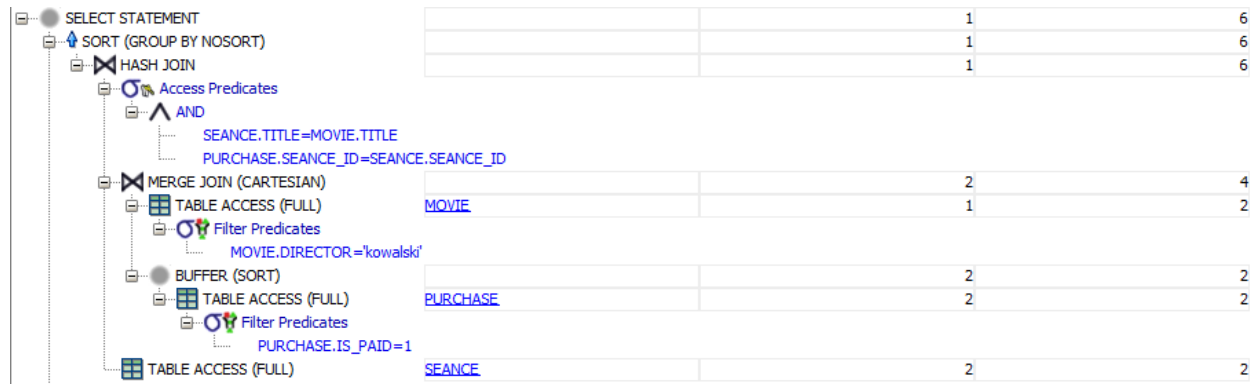 SELECT STATEMENT 1 6
SORT (GROUP BY NOSORT) 1 6
HASH JOIN 1 6
Access Predicates
AND
SEANCE.TITLE=MOVIE.TITLE
PURCHASE.SEANCE_ID=SEANCE.SEANCE_ID
MERGE JOIN (CARTESIAN) 2 4
TABLE ACCESS (FULL) MOVIE 1 2
Filter Predicates
MOVIE.DIRECTOR='kowalski'
BUFFER (SORT) 2 2
TABLE ACCESS (FULL) PURCHASE 2 2
Filter Predicates
PURCHASE.IS_PAID=1
TABLE ACCESS (FULL) SEANCE 2 2